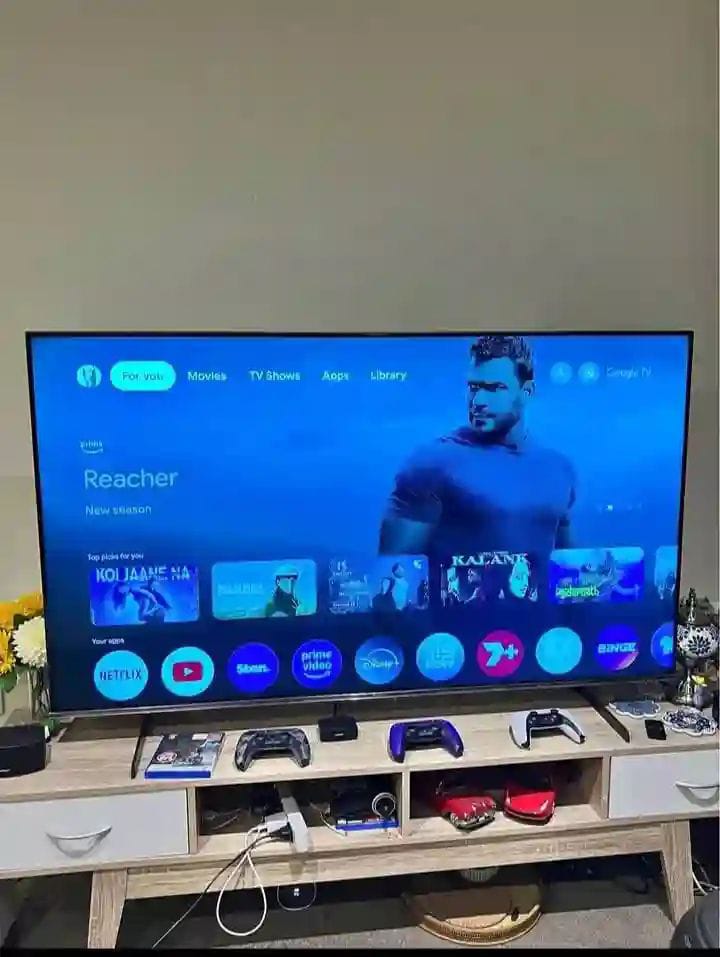 For you
Movies
TV Shows
Apps
Library
Google TV
prime
Reacher
New season
Top picks for you
KOI JAANE NA
KALANK
Your apps
NETFLIX
9
prime
video
Disney+
7+
BINGE